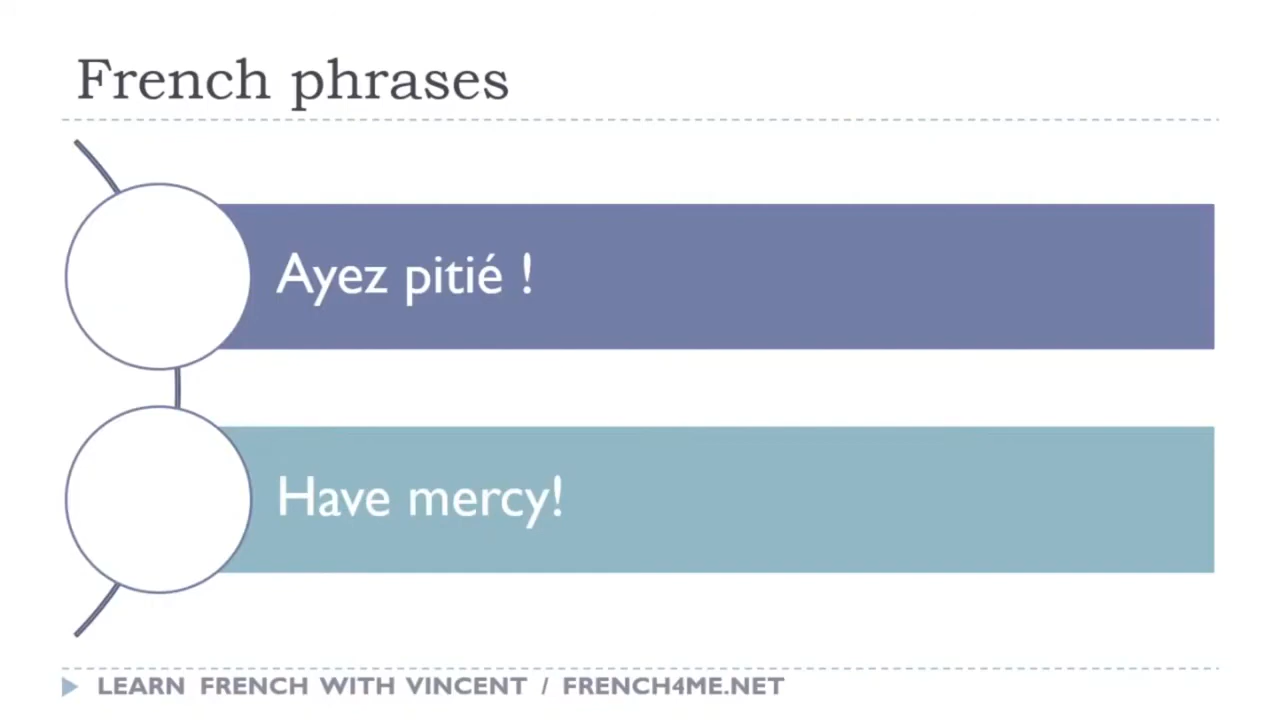 French phrases
Ayez pitié !
Have mercy!
LEARN FRENCH WITH VINCENT / FRENCH4ME.NET